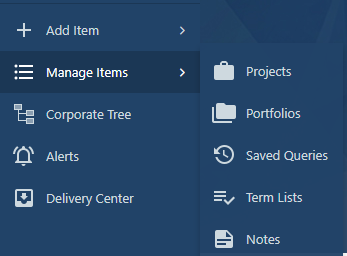 Add Item
Manage Items
Corporate Tree
Alerts
Delivery Center
Projects
Portfolios
Saved Queries
Term Lists
Notes